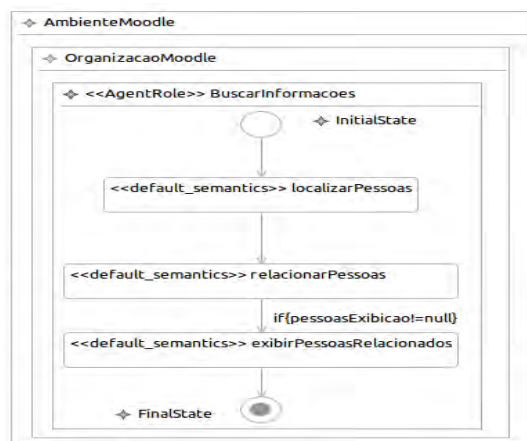 AmbienteMoodle
OrganizacaoMoodle
<<AgentRole>> BuscarInformacoes
InitialState
<<default_semantics>> localizarPessoas
<<default_semantics>> relacionarPessoas
if{pessoasExibicao!=null}
<<default_semantics>> exibirPessoasRelacionados
FinalState